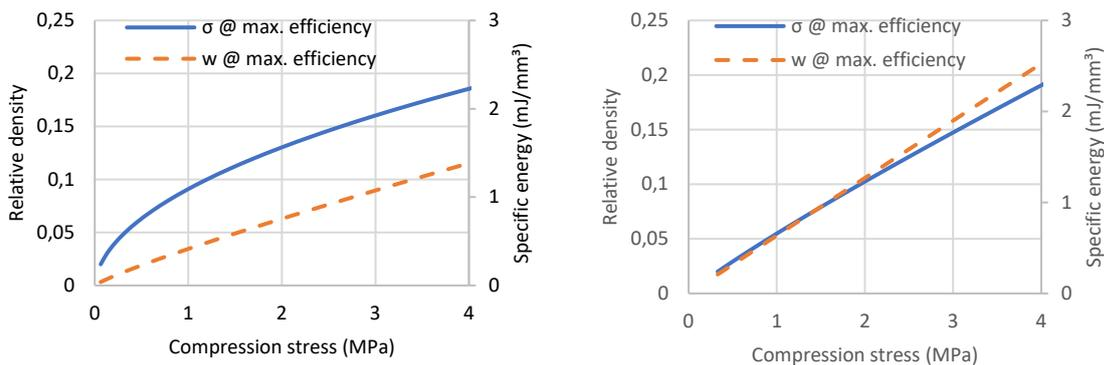 σ @ max. efficiency
w @ max. efficiency
0,25
0,2
0,15
0,1
0,05
0
3
2
1
0
0 1 2 3 4
Relative density
Specific energy (mJ/mm³)
Compression stress (MPa)
σ @ max. efficiency
w @ max. efficiency
0,25
0,2
0,15
0,1
0,05
0
3
2
1
0
0 1 2 3 4
Relative density
Specific energy (mJ/mm³)
Compression stress (MPa)